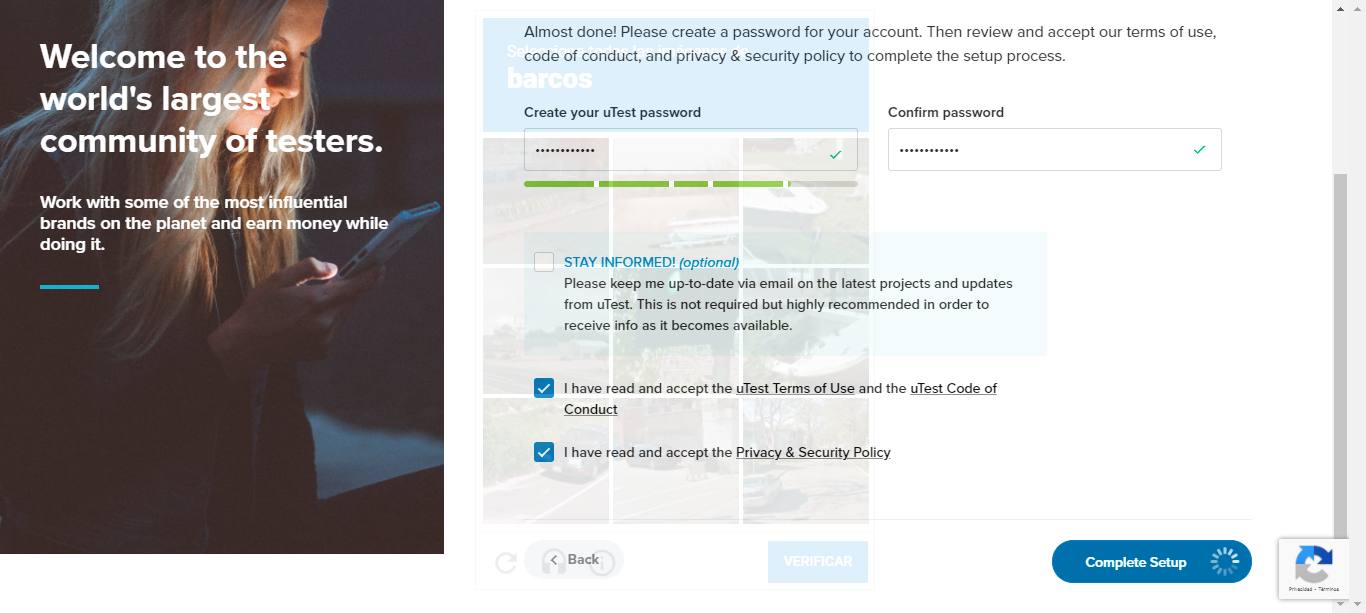 Welcome to the
world's largest
community of testers.
Work with some of the most influential
brands on the planet and earn money while
doing it.
Almost done! Please create a password for your account. Then review and accept our terms of use,
code of conduct, and privacy & security policy to complete the setup process.
Selecciona todas las imágenes de
barcos
Create your uTest password
Confirm password
STAY INFORMED! (optional)
Please keep me up-to-date via email on the latest projects and updates
from uTest. This is not required but highly recommended in order to
receive info as it becomes available.
I have read and accept the uTest Terms of Use and the uTest Code of
Conduct
I have read and accept the Privacy & Security Policy
Back
VERIFICAR
Complete Setup
Privacidad - Términos